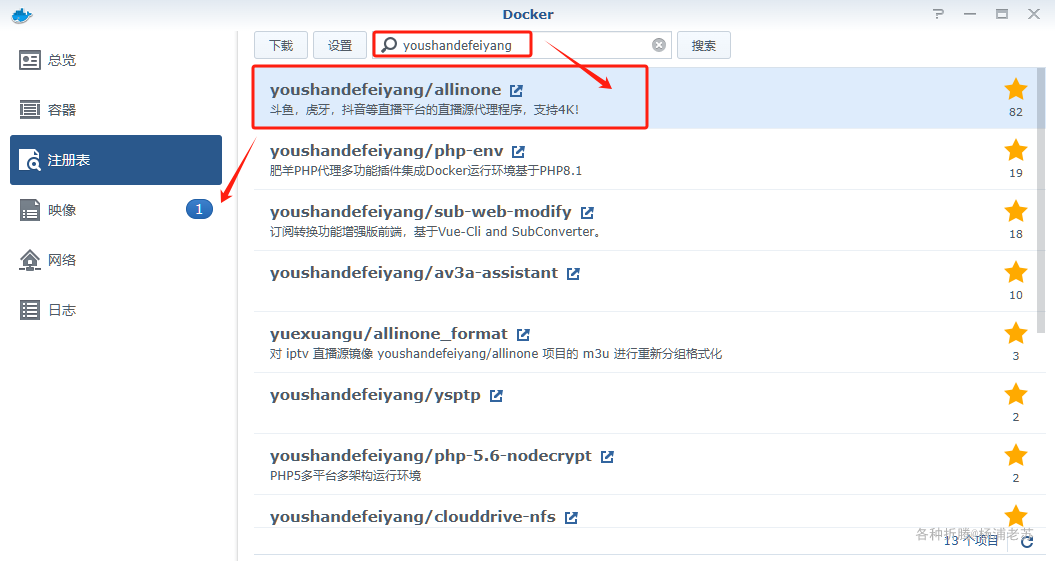 Docker
总览
容器
注册表
映像
1
网络
日志
下载
设置
youshandefeiyang
搜索
youshandefeiyang/allinone
斗鱼，虎牙，抖音等直播平台的直播源代理程序，支持4K!
82
youshandefeiyang/php-env
肥羊PHP代理多功能插件集成Docker运行环境基于PHP8.1
19
youshandefeiyang/sub-web-modify
订阅转换功能增强版前端，基于Vue-Cli and SubConverter。
18
youshandefeiyang/av3a-assistant
10
yuexuangu/allinone_format
对 iptv 直播源镜像 youshandefeiyang/allinone 项目的 m3u 进行重新分组格式化
3
youshandefeiyang/ysptp
2
youshandefeiyang/php-5.6-nodecrypt
PHP5多平台多架构运行环境
2
youshandefeiyang/clouddrive-nfs
13 个项目
各种折腾@杨浦老苏